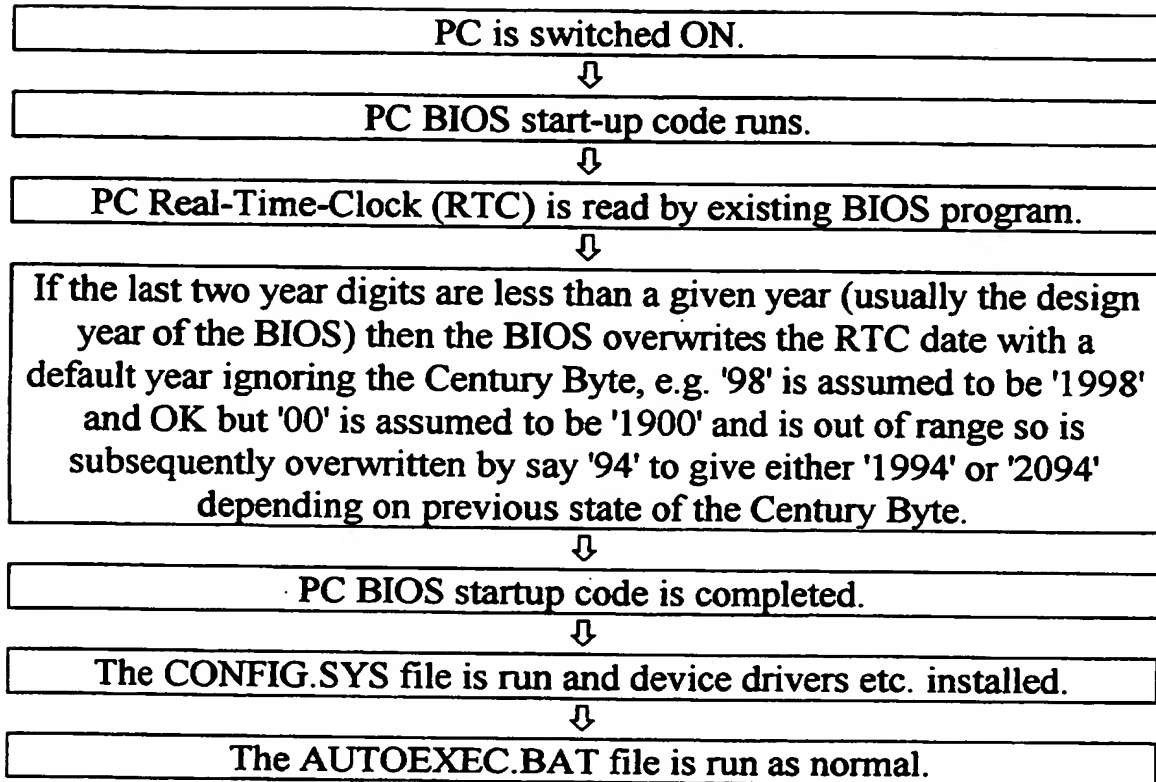 PC is switched ON.
PC BIOS start-up code runs.
PC Real-Time-Clock (RTC) is read by existing BIOS program.
If the last two year digits are less than a given year (usually the design
year of the BIOS) then the BIOS overwrites the RTC date with a
default year ignoring the Century Byte, e.g. '98' is assumed to be '1998'
and OK but '00' is assumed to be '1900' and is out of range so is
subsequently overwritten by say '94' to give either '1994' or '2094'
depending on previous state of the Century Byte.
PC BIOS startup code is completed.
The CONFIG.SYS file is run and device drivers etc. installed.
The AUTOEXEC.BAT file is run as normal.